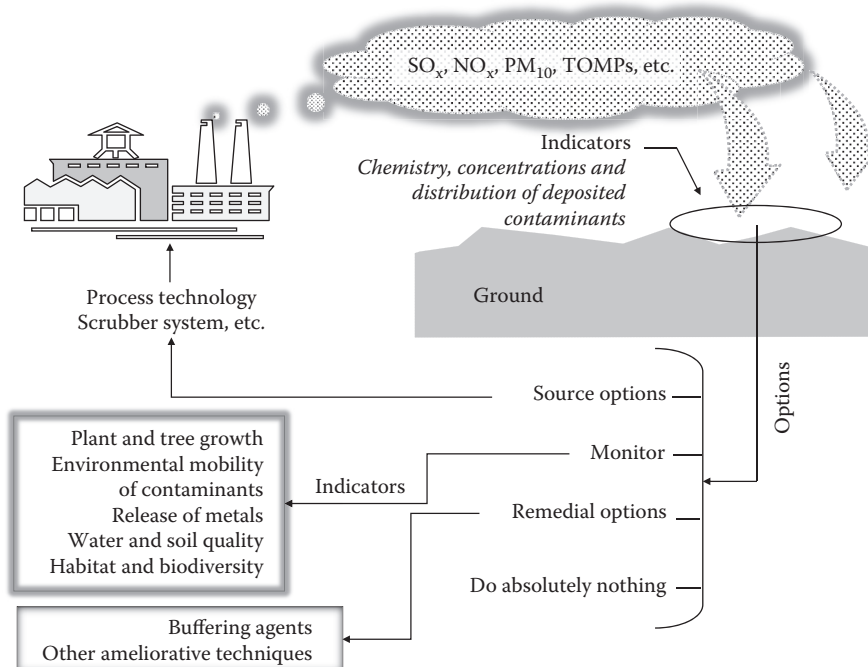 SOx, NOx, PM10, TOMPs, etc.
Indicators
Chemistry, concentrations and
distribution of deposited
contaminants
Ground
Process technology
Scrubber system, etc.
Options
Source options
Monitor
Remedial options
Do absolutely nothing
Indicators
Plant and tree growth
Environmental mobility
of contaminants
Release of metals
Water and soil quality
Habitat and biodiversity
Buffering agents
Other ameliorative techniques